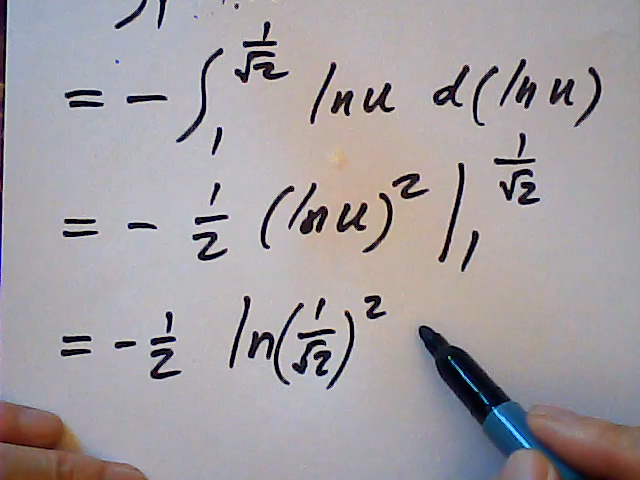 = - ∫₁^{1/√2} ln u d(ln u)
= - 1/2 (ln u)² |₁^{1/√2}
= - 1/2 ln(1/√2)²